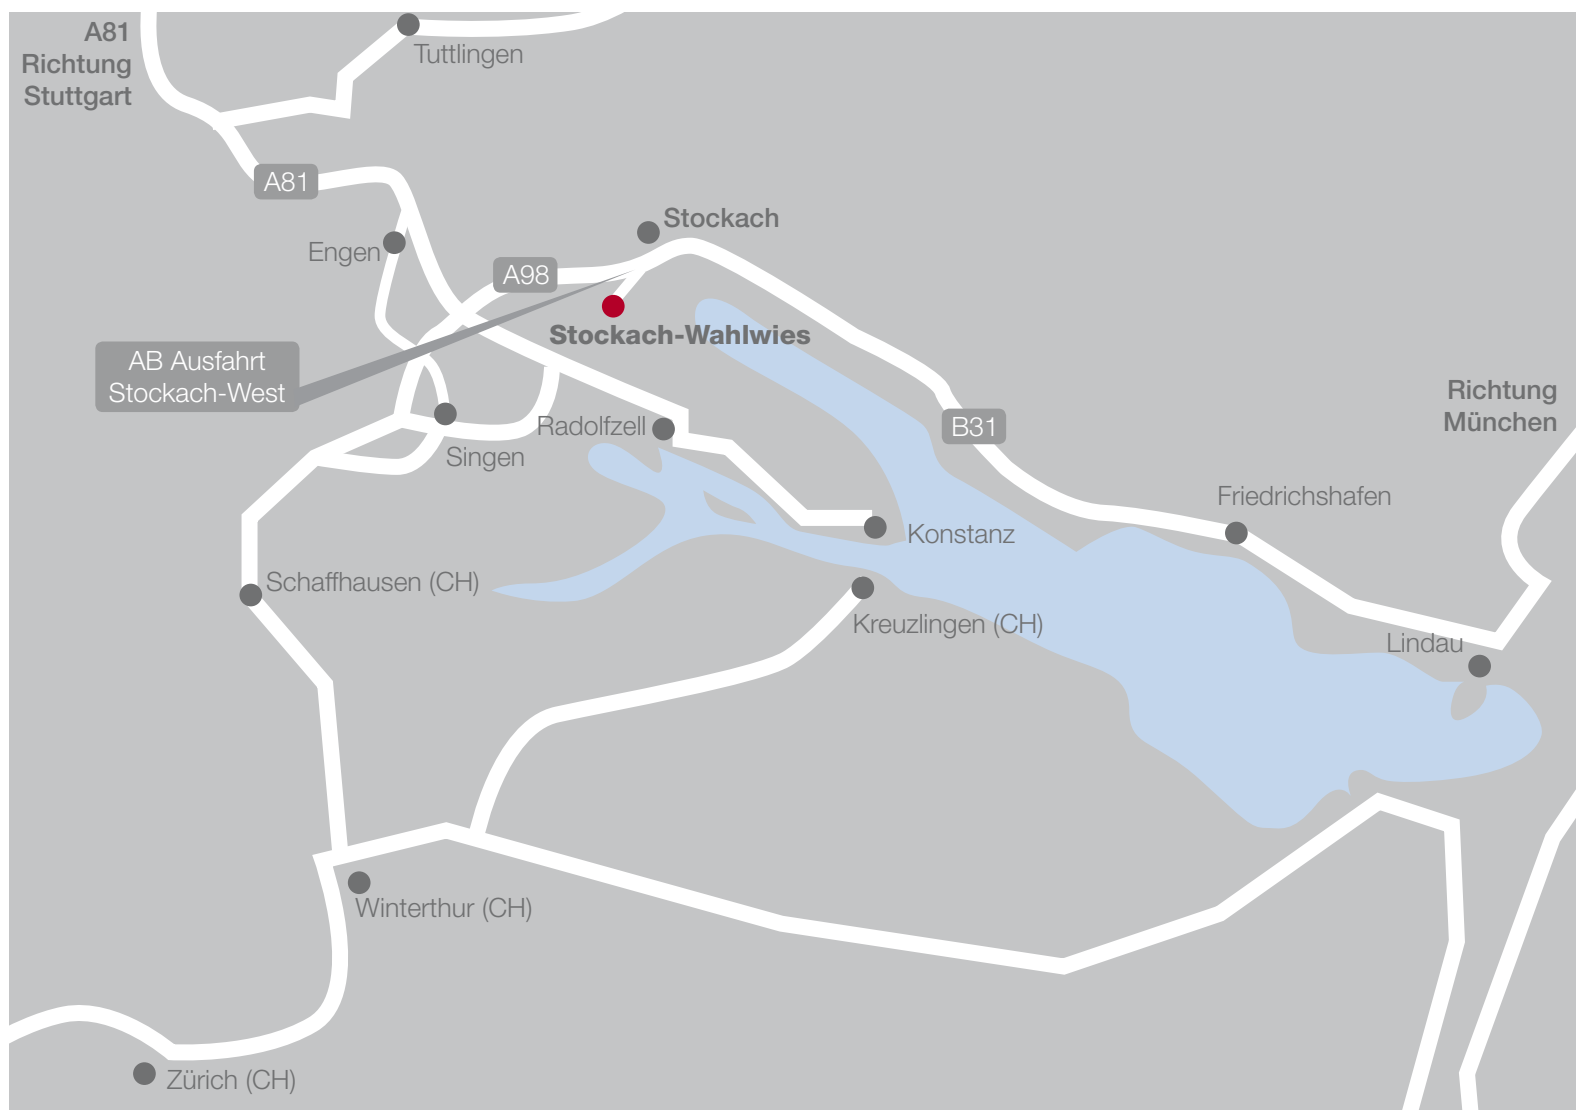 A81
Richtung
Stuttgart
Tuttlingen
A81
Stockach
Engen
A98
Stockach-Wahlwies
AB Ausfahrt
Stockach-West
Richtung
München
Radolfzell
B31
Singen
Friedrichshafen
Konstanz
Schaffhausen (CH)
Kreuzlingen (CH)
Lindau
Winterthur (CH)
Zürich (CH)